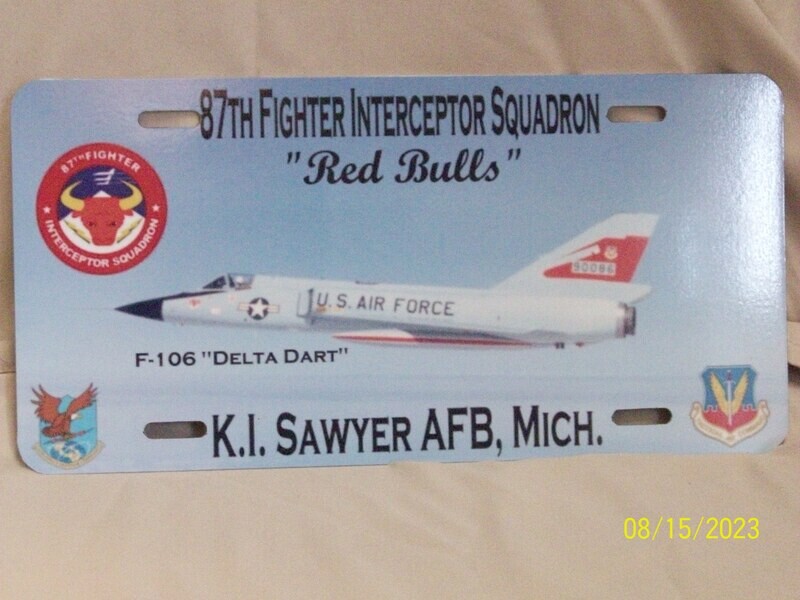 87TH FIGHTER INTERCEPTOR SQUADRON
"Red Bulls"
87TH FIGHTER
INTERCEPTOR SQUADRON
90086
U.S. AIR FORCE
F-106 "DELTA DART"
K.I. SAWYER AFB, MICH.
08/15/2023